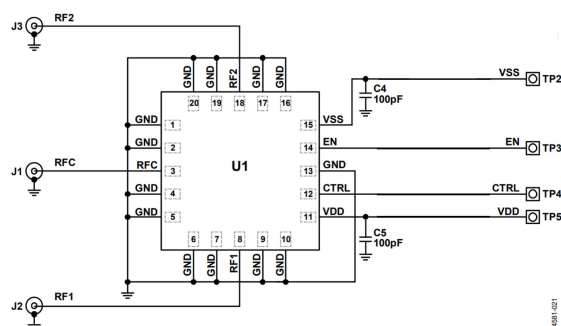 J3 RF2
GND GND RF2 GND GND
20 19 18 17 16
VSS TP2
C4
100pF
GND 1 15 VSS
GND 2 14 EN EN TP3
J1 RFC RFC 3 U1 13 GND
GND 4 12 CTRL CTRL TP4
GND 5 11 VDD VDD TP5
C5
100pF
6 7 8 9 10
GND GND RF1 GND GND
J2 RF1
4581-021